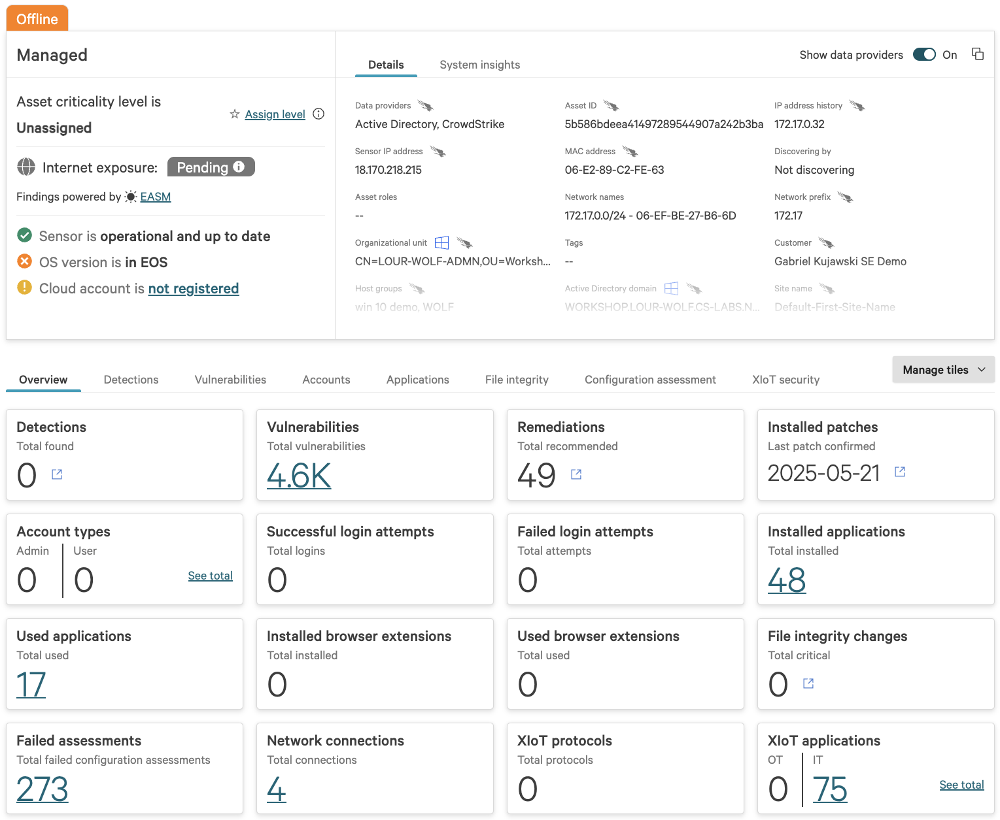 Offline
Managed
Asset criticality level is
Unassigned
Assign level
Internet exposure: Pending
Findings powered by EASM
Sensor is operational and up to date
OS version is in EOS
Cloud account is not registered
Details System insights
Show data providers On
Data providers Asset ID IP address history
Active Directory, CrowdStrike 5b586bdeea41497289544907a242b3ba 172.17.0.32
Sensor IP address MAC address Discovering by
18.170.218.215 06-E2-89-C2-FE-63 Not discovering
Asset roles Network names Network prefix
-- 172.17.0.0/24 - 06-EF-BE-27-B6-6D 172.17
Organizational unit Tags Customer
CN=LOUR-WOLF-ADMN,OU=Worksh... -- Gabriel Kujawski SE Demo
Host groups Active Directory domain Site name
win 10 demo, WOLF WORKSHOP.LOUR-WOLF.CS-LABS.N... Default-First-Site-Name
Overview Detections Vulnerabilities Accounts Applications File integrity Configuration assessment XIoT security
Manage tiles
Detections Vulnerabilities Remediations Installed patches
Total found Total vulnerabilities Total recommended Last patch confirmed
0 4.6K 49 2025-05-21
Account types Successful login attempts Failed login attempts Installed applications
Admin User Total logins Total attempts Total installed
0 0 See total 0 0 48
Used applications Installed browser extensions Used browser extensions File integrity changes
Total used Total installed Total used Total critical
17 0 0 0
Failed assessments Network connections XIoT protocols XIoT applications
Total failed configuration assessments Total connections Total protocols OT IT
273 4 0 0 75 See total